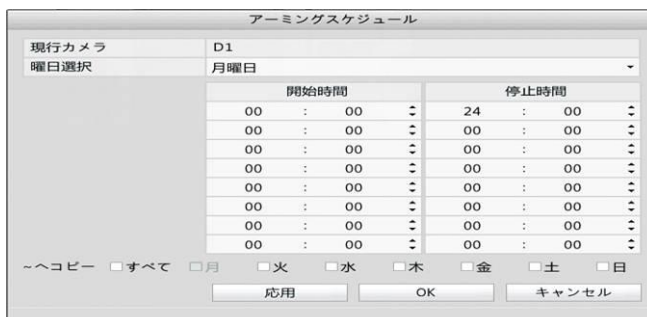 アーミングスケジュール
現行カメラ D1
曜日選択 月曜日
開始時間 停止時間
00 : 00 24 : 00
00 : 00 00 : 00
00 : 00 00 : 00
00 : 00 00 : 00
00 : 00 00 : 00
00 : 00 00 : 00
00 : 00 00 : 00
00 : 00 00 : 00
~へコピー すべて 月 火 水 木 金 土 日
応用 OK キャンセル